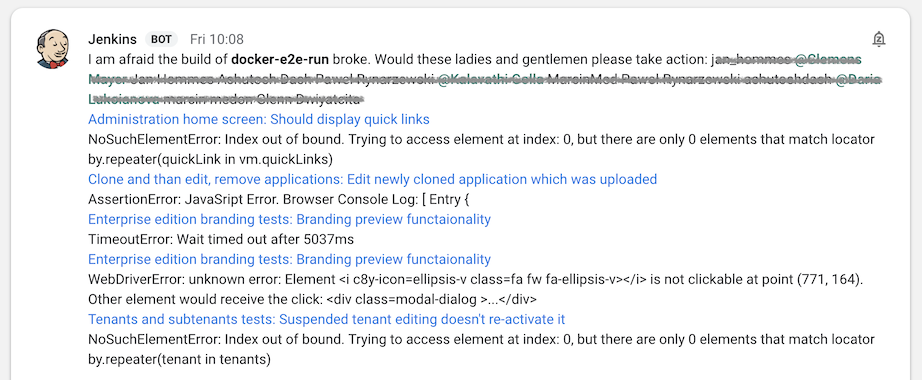 Jenkins BOT Fri 10:08
I am afraid the build of docker-e2e-run broke. Would these ladies and gentlemen please take action:
Administration home screen: Should display quick links
NoSuchElementError: Index out of bound. Trying to access element at index: 0, but there are only 0 elements that match locator
by.repeater(quickLink in vm.quickLinks)
Clone and than edit, remove applications: Edit newly cloned application which was uploaded
AssertionError: JavaSript Error. Browser Console Log: [ Entry {
Enterprise edition branding tests: Branding preview functaionality
TimeoutError: Wait timed out after 5037ms
Enterprise edition branding tests: Branding preview functaionality
WebDriverError: unknown error: Element <i c8y-icon=ellipsis-v class=fa fw fa-ellipsis-v></i> is not clickable at point (771, 164).
Other element would receive the click: <div class=modal-dialog >...</div>
Tenants and subtenants tests: Suspended tenant editing doesn't re-activate it
NoSuchElementError: Index out of bound. Trying to access element at index: 0, but there are only 0 elements that match locator
by.repeater(tenant in tenants)